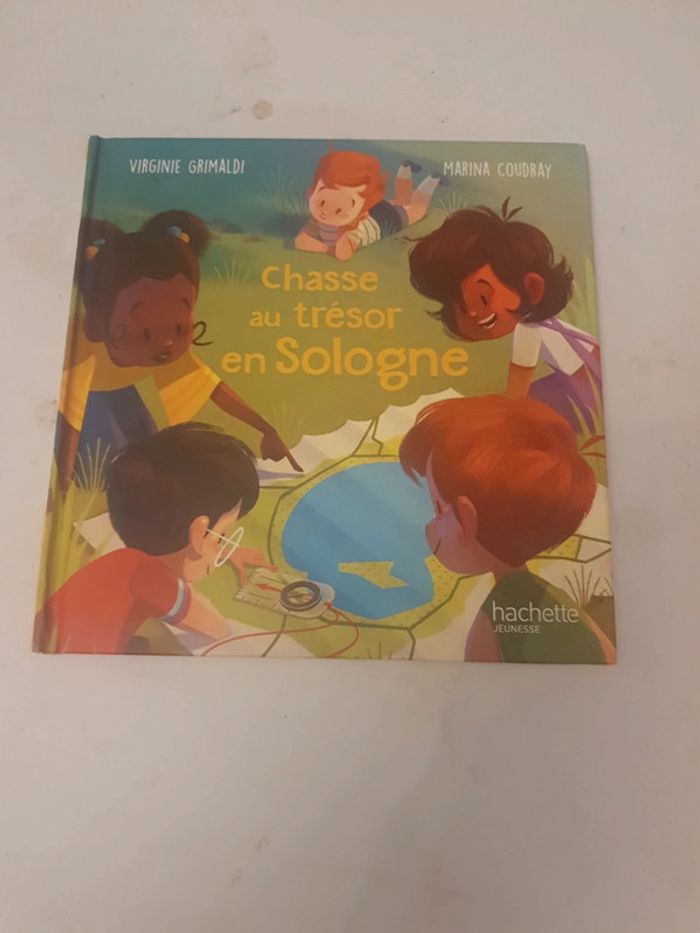 VIRGINIE GRIMALDI
MARINA COUDRAY
Chasse
au trésor
en Sologne
hachette
JEUNESSE